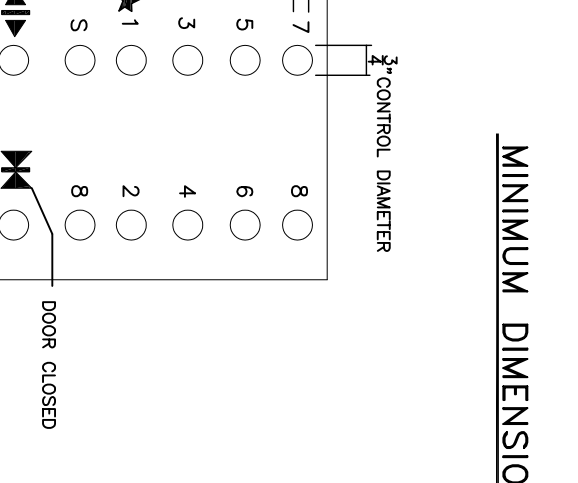 MINIMUM DIMENSIO
3/4" CONTROL DIAMETER
7 8
5 6
3 4
1 2
S 8
DOOR CLOSED